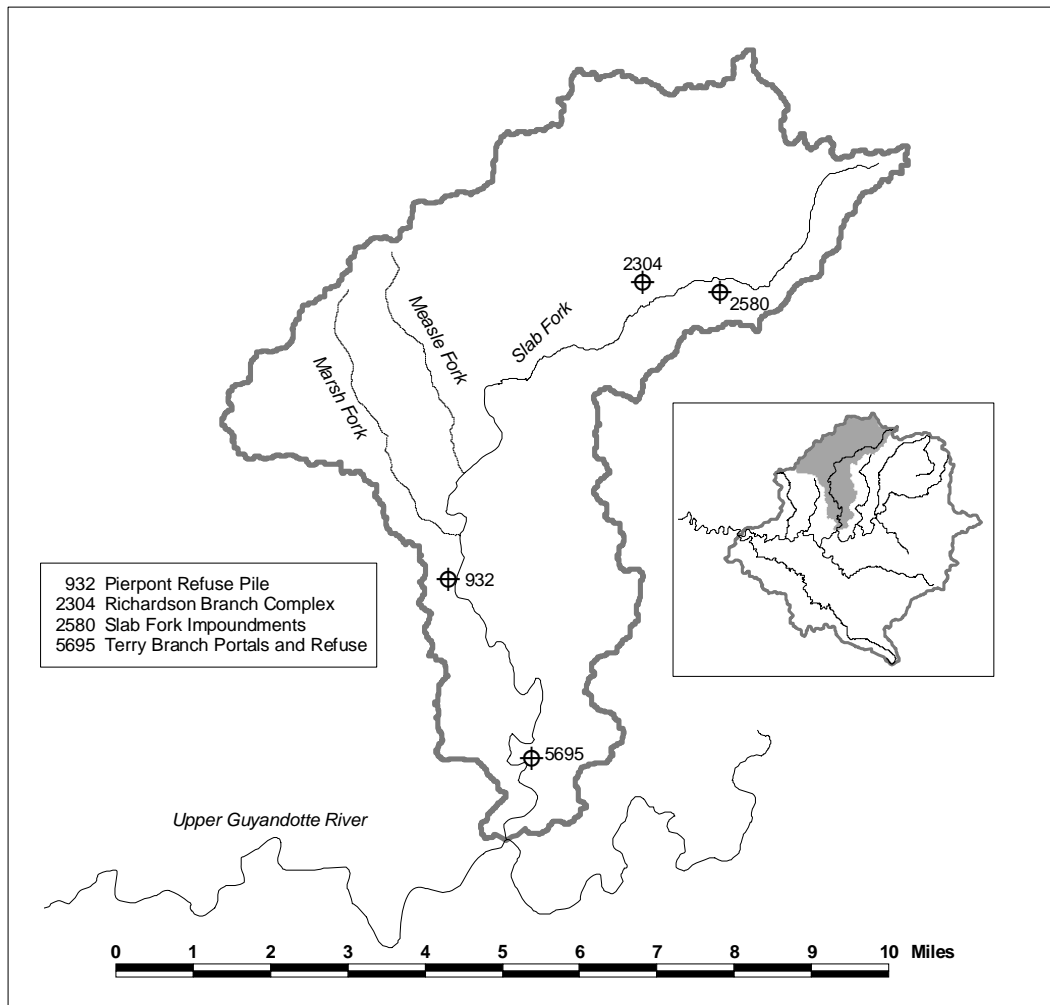 2304
2580
Measle Fork
Slab Fork
Marsh Fork
932
932 Pierpont Refuse Pile
2304 Richardson Branch Complex
2580 Slab Fork Impoundments
5695 Terry Branch Portals and Refuse
5695
Upper Guyandotte River
0 1 2 3 4 5 6 7 8 9 10 Miles